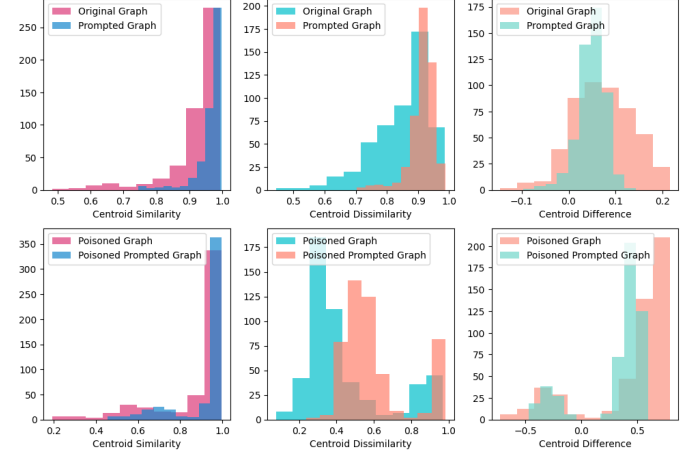 Original Graph
Prompted Graph
250
200
150
100
50
0
0.5 0.6 0.7 0.8 0.9 1.0
Centroid Similarity
Original Graph
Prompted Graph
200
175
150
125
100
75
50
25
0
0.5 0.6 0.7 0.8 0.9 1.0
Centroid Dissimilarity
Original Graph
Prompted Graph
175
150
125
100
75
50
25
0
−0.1 0.0 0.1 0.2
Centroid Difference
Poisoned Graph
Poisoned Prompted Graph
350
300
250
200
150
100
50
0
0.2 0.4 0.6 0.8 1.0
Centroid Similarity
Poisoned Graph
Poisoned Prompted Graph
175
150
125
100
75
50
25
0
0.2 0.4 0.6 0.8 1.0
Centroid Dissimilarity
Poisoned Graph
Poisoned Prompted Graph
200
175
150
125
100
75
50
25
0
−0.5 0.0 0.5
Centroid Difference